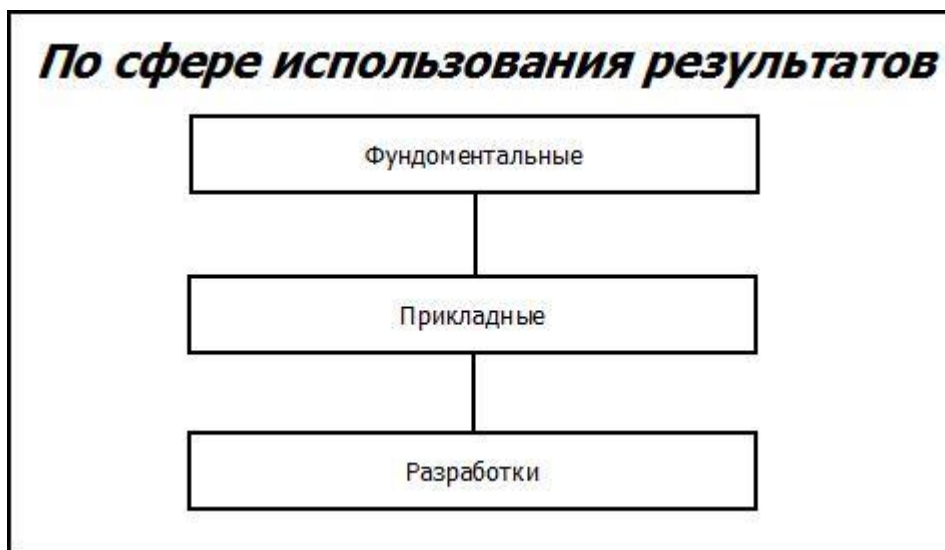 По сфере использования результатов
Фундоментальные
Прикладные
Разработки